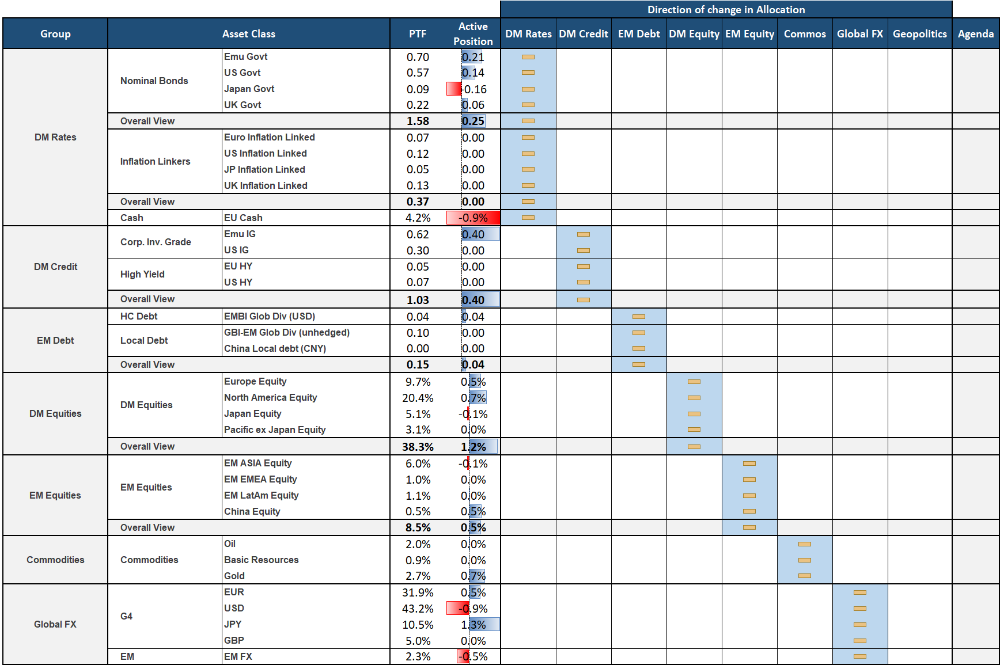 Direction of change in Allocation
Group Asset Class PTF Active Position DM Rates DM Credit EM Debt DM Equity EM Equity Commos Global FX Geopolitics Agenda
DM Rates
Nominal Bonds
Emu Govt 0.70 0.21
US Govt 0.57 0.14
Japan Govt 0.09 -0.16
UK Govt 0.22 0.06
Overall View 1.58 0.25
Inflation Linkers
Euro Inflation Linked 0.07 0.00
US Inflation Linked 0.12 0.00
JP Inflation Linked 0.05 0.00
UK Inflation Linked 0.13 0.00
Overall View 0.37 0.00
Cash EU Cash 4.2% -0.9%
DM Credit
Corp. Inv. Grade
Emu IG 0.62 0.40
US IG 0.30 0.00
High Yield
EU HY 0.05 0.00
US HY 0.07 0.00
Overall View 1.03 0.40
EM Debt
HC Debt EMBI Glob Div (USD) 0.04 0.04
Local Debt
GBI-EM Glob Div (unhedged) 0.10 0.00
China Local debt (CNY) 0.00 0.00
Overall View 0.15 0.04
DM Equities
DM Equities
Europe Equity 9.7% 0.5%
North America Equity 20.4% 0.7%
Japan Equity 5.1% -0.1%
Pacific ex Japan Equity 3.1% 0.0%
Overall View 38.3% 1.2%
EM Equities
EM Equities
EM ASIA Equity 6.0% -0.1%
EM EMEA Equity 1.0% 0.0%
EM LatAm Equity 1.1% 0.0%
China Equity 0.5% 0.5%
Overall View 8.5% 0.5%
Commodities
Commodities
Oil 2.0% 0.0%
Basic Resources 0.9% 0.0%
Gold 2.7% 0.7%
Global FX
G4
EUR 31.9% 0.5%
USD 43.2% -0.9%
JPY 10.5% 1.3%
GBP 5.0% 0.0%
EM EM FX 2.3% -0.5%